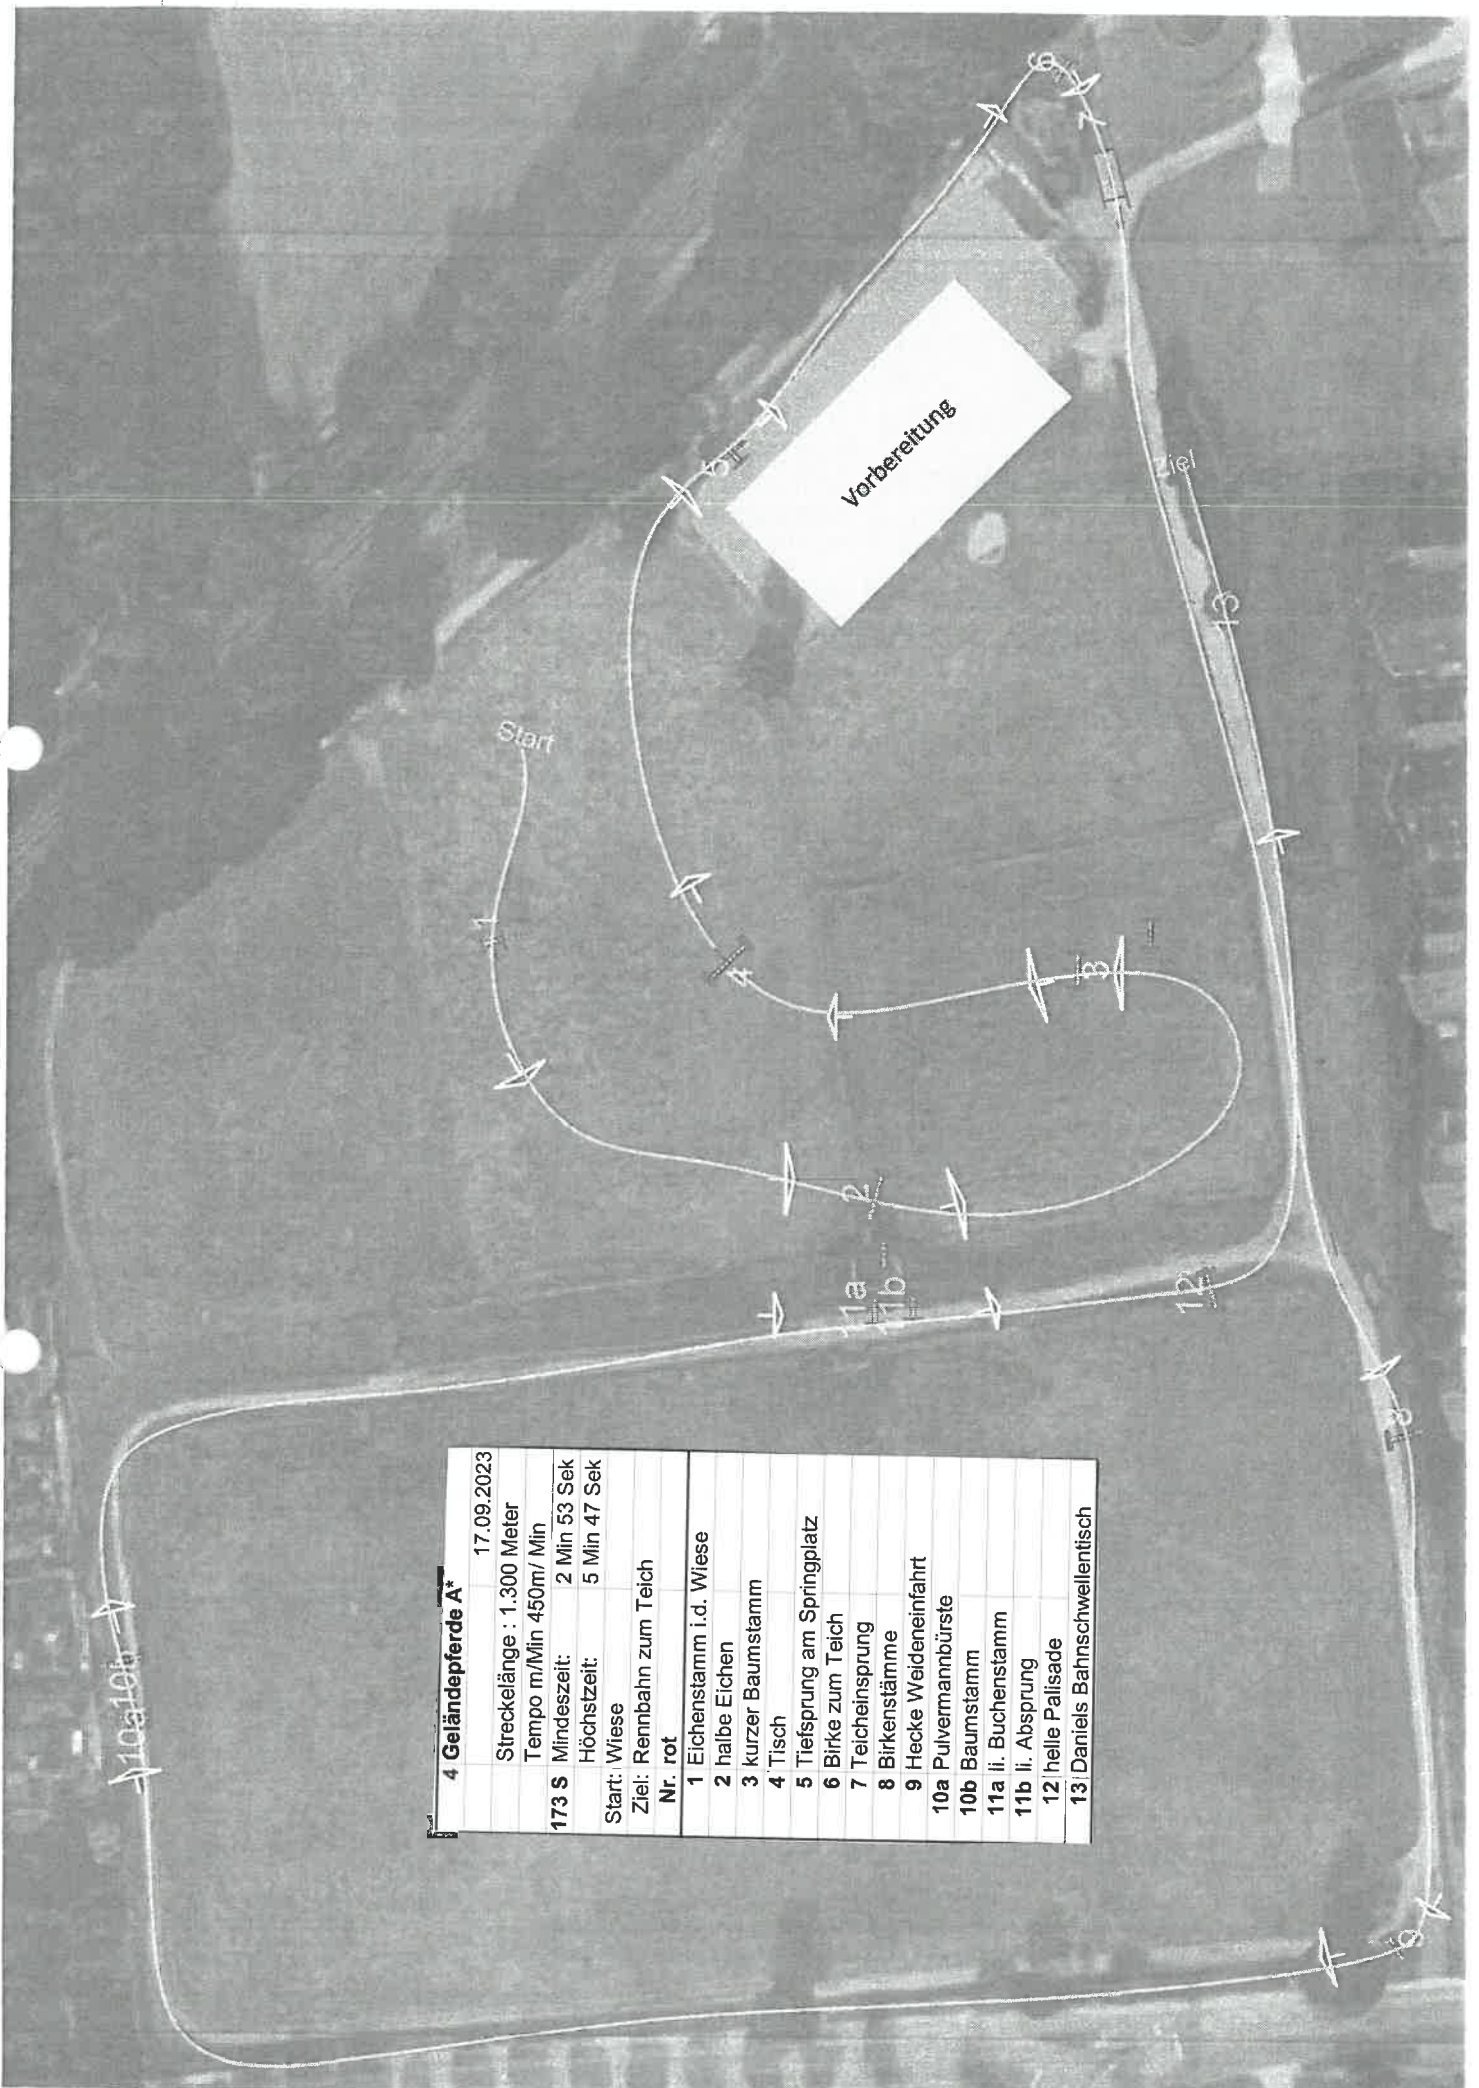 4 Geländepferde A*
17.09.2023
Streckelänge : 1.300 Meter
Tempo m/Min 450m/ Min
173 S Mindeszeit: 2 Min 53 Sek
Höchstzeit: 5 Min 47 Sek
Start: Wiese
Ziel: Rennbahn zum Teich
Nr. rot
1 Eichenstamm i.d. Wiese
2 halbe Eichen
3 kurzer Baumstamm
4 Tisch
5 Tiefsprung am Springplatz
6 Birke zum Teich
7 Teicheinsprung
8 Birkenstämme
9 Hecke Weideneinfahrt
10a Pulvermannbürste
10b Baumstamm
11a li. Buchenstamm
11b li. Absprung
12 helle Palisade
13 Daniels Bahnschwellentisch
10a10b
9
8
12
11a
11b
2
1
Start
3
4
13
Ziel
5
Vorbereitung
7
6